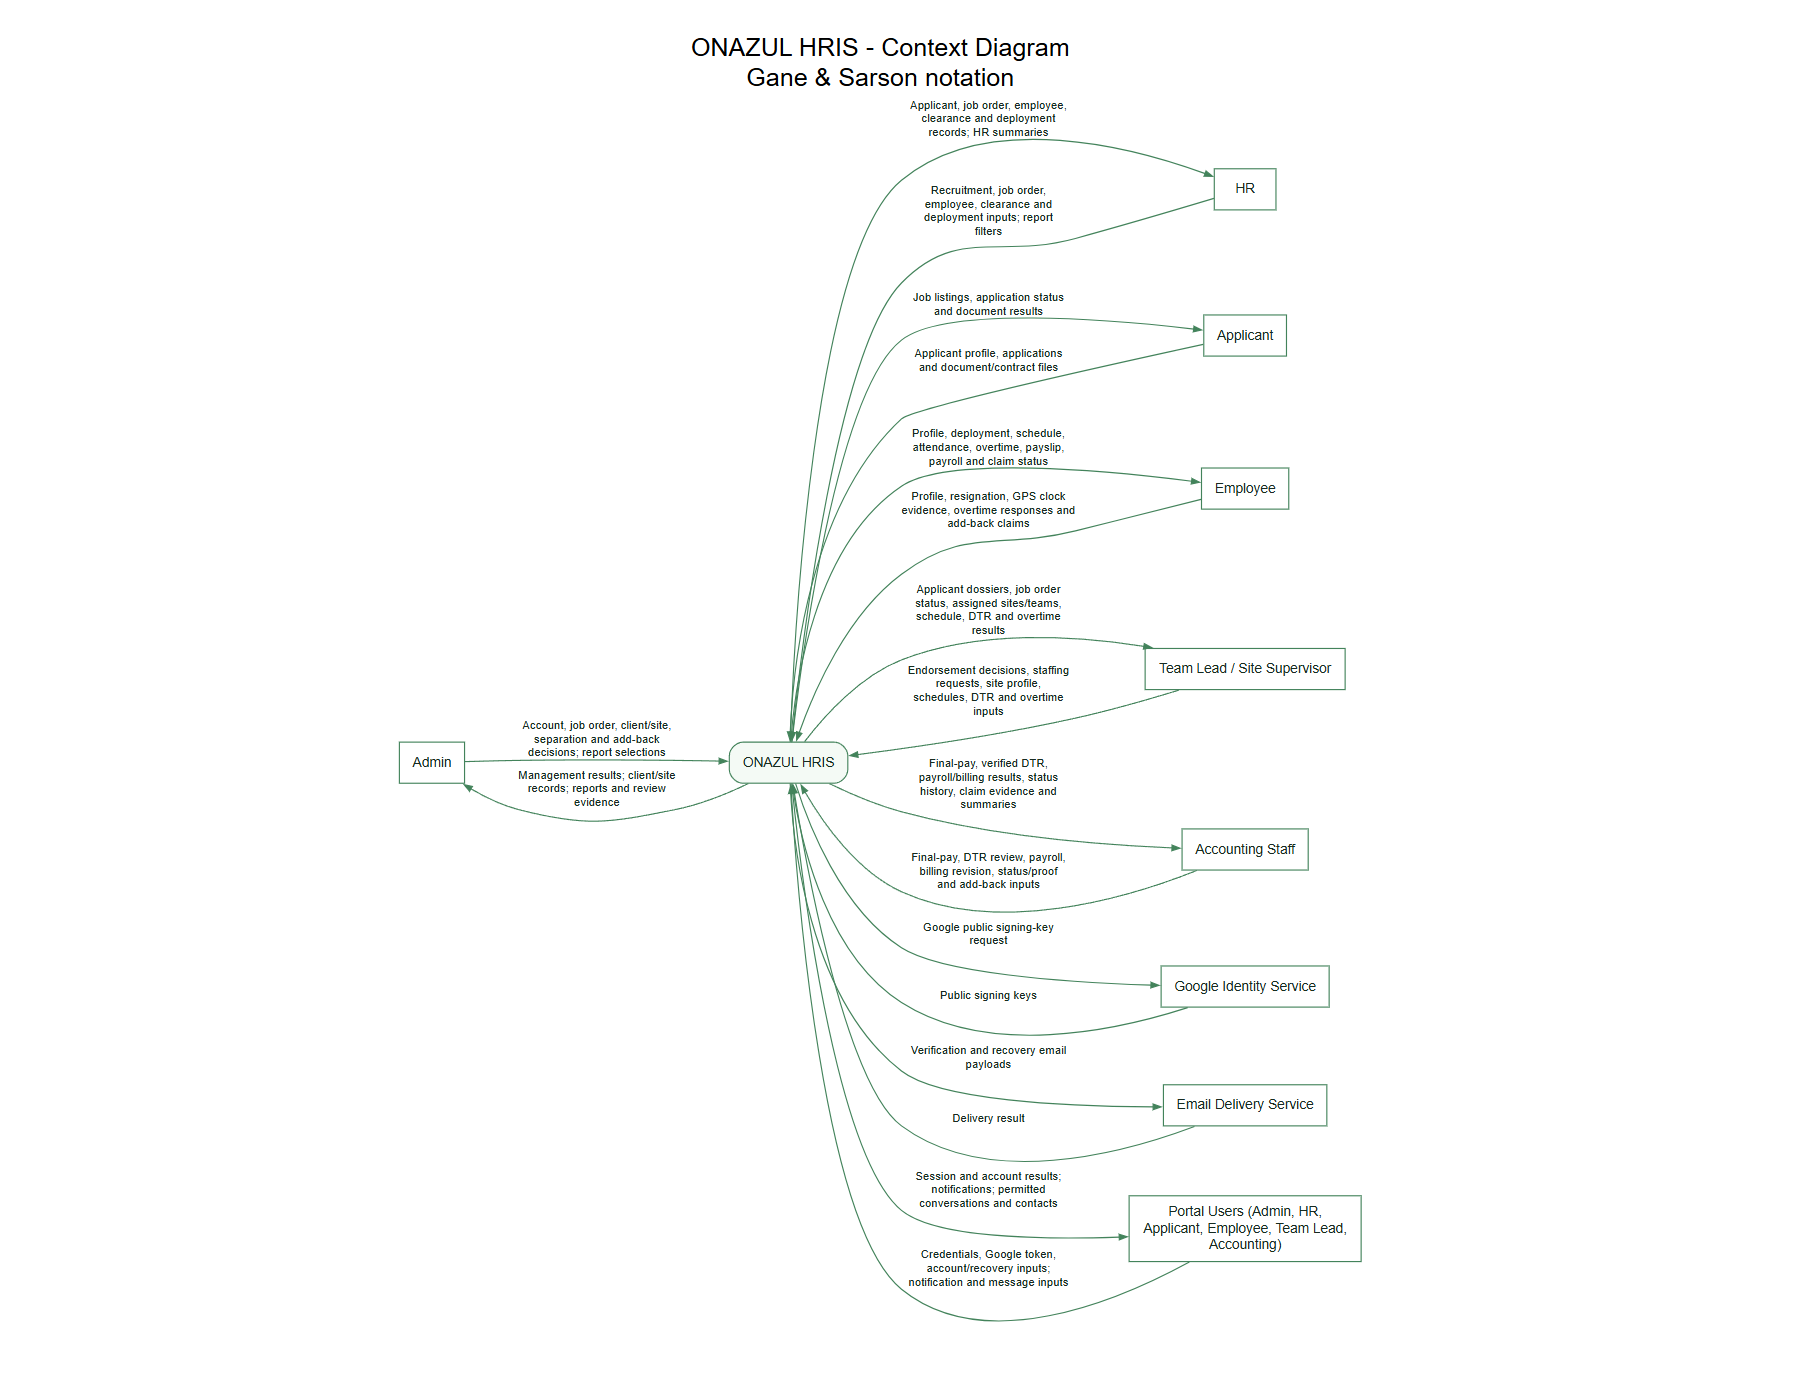 ONAZUL HRIS - Context Diagram
Gane & Sarson notation
Applicant, job order, employee,
clearance and deployment
records; HR summaries
HR
Recruitment, job order,
employee, clearance and
deployment inputs; report
filters
Job listings, application status
and document results
Applicant
Applicant profile, applications
and document/contract files
Profile, deployment, schedule,
attendance, overtime, payslip,
payroll and claim status
Employee
Profile, resignation, GPS clock
evidence, overtime responses and
add-back claims
Applicant dossiers, job order
status, assigned sites/teams,
schedule, DTR and overtime
results
Team Lead / Site Supervisor
Endorsement decisions, staffing
requests, site profile,
schedules, DTR and overtime
inputs
Account, job order, client/site,
separation and add-back
decisions; report selections
Admin
ONAZUL HRIS
Management results; client/site
records; reports and review
evidence
Final-pay, verified DTR,
payroll/billing results, status
history, claim evidence and
summaries
Accounting Staff
Final-pay, DTR review, payroll,
billing revision, status/proof
and add-back inputs
Google public signing-key
request
Google Identity Service
Public signing keys
Verification and recovery email
payloads
Email Delivery Service
Delivery result
Session and account results;
notifications; permitted
conversations and contacts
Portal Users (Admin, HR,
Applicant, Employee, Team Lead,
Accounting)
Credentials, Google token,
account/recovery inputs;
notification and message inputs